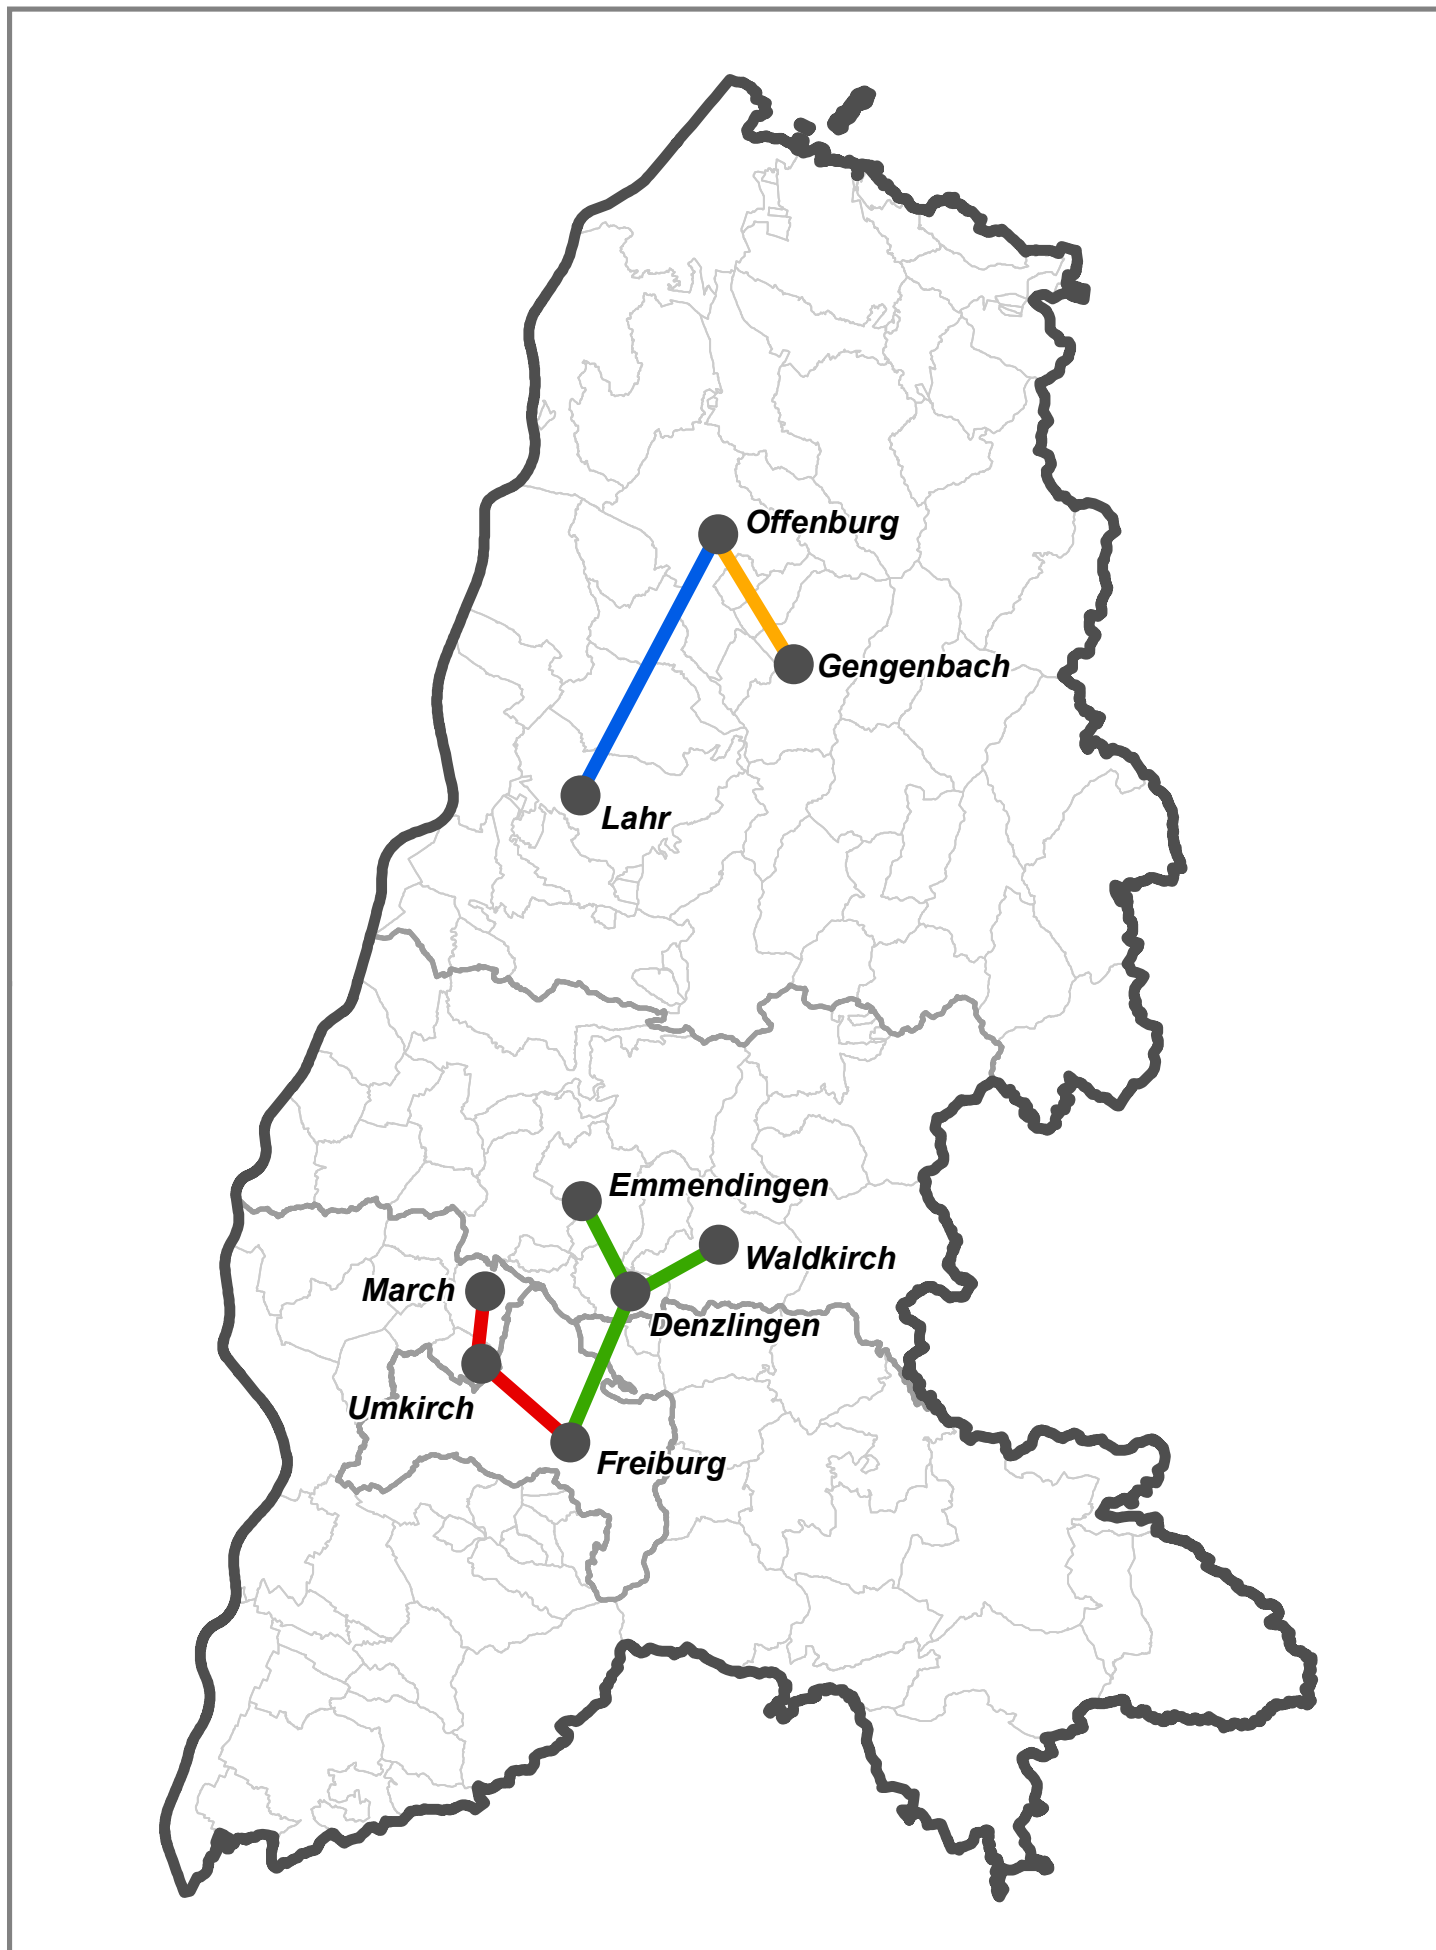 Offenburg
Gengenbach
Lahr
Emmendingen
Waldkirch
March
Denzlingen
Umkirch
Freiburg